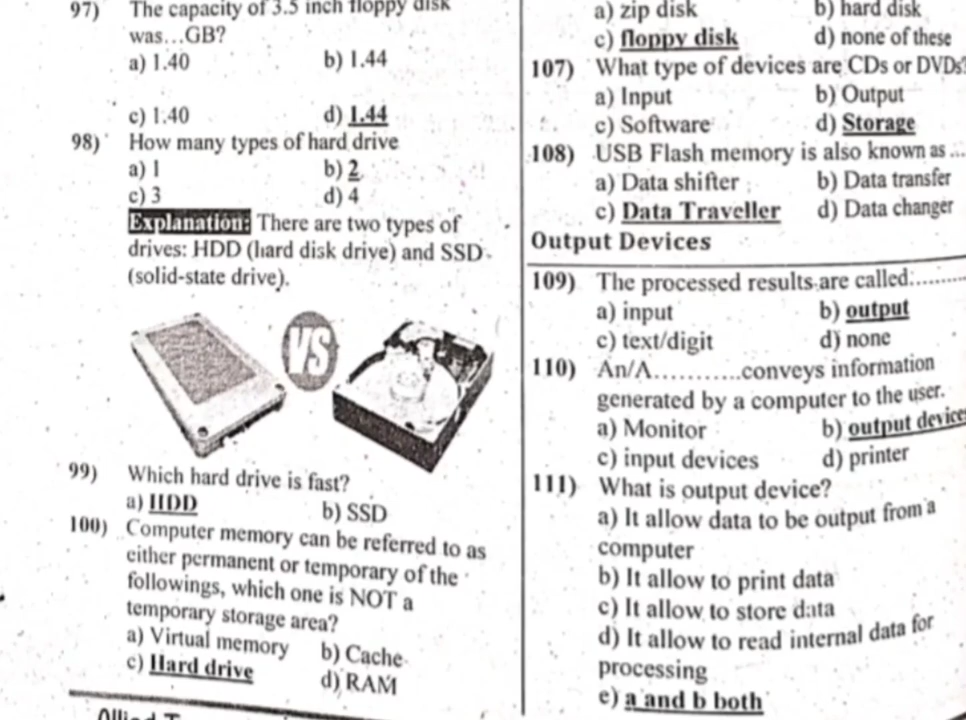 97) The capacity of 3.5 inch floppy disk
was...GB?
a) 1.40 b) 1.44
c) 1:40 d) 1.44
98) How many types of hard drive
a) 1 b) 2
c) 3 d) 4
Explanation: There are two types of
drives: HDD (hard disk drive) and SSD
(solid-state drive).
VS
99) Which hard drive is fast?
a) HDD b) SSD
100) Computer memory can be referred to as
either permanent or temporary of the
followings, which one is NOT a
temporary storage area?
a) Virtual memory b) Cache
c) Hard drive d) RAM
a) zip disk b) hard disk
c) floppy disk d) none of these
107) What type of devices are CDs or DVDs?
a) Input b) Output
c) Software d) Storage
108) USB Flash memory is also known as ...
a) Data shifter b) Data transfer
c) Data Traveller d) Data changer
Output Devices
109) The processed results are called..........
a) input b) output
c) text/digit d) none
110) An/A...........conveys information
generated by a computer to the user.
a) Monitor b) output device
c) input devices d) printer
111) What is output device?
a) It allow data to be output from a
computer
b) It allow to print data
c) It allow to store data
d) It allow to read internal data for
processing
e) a and b both